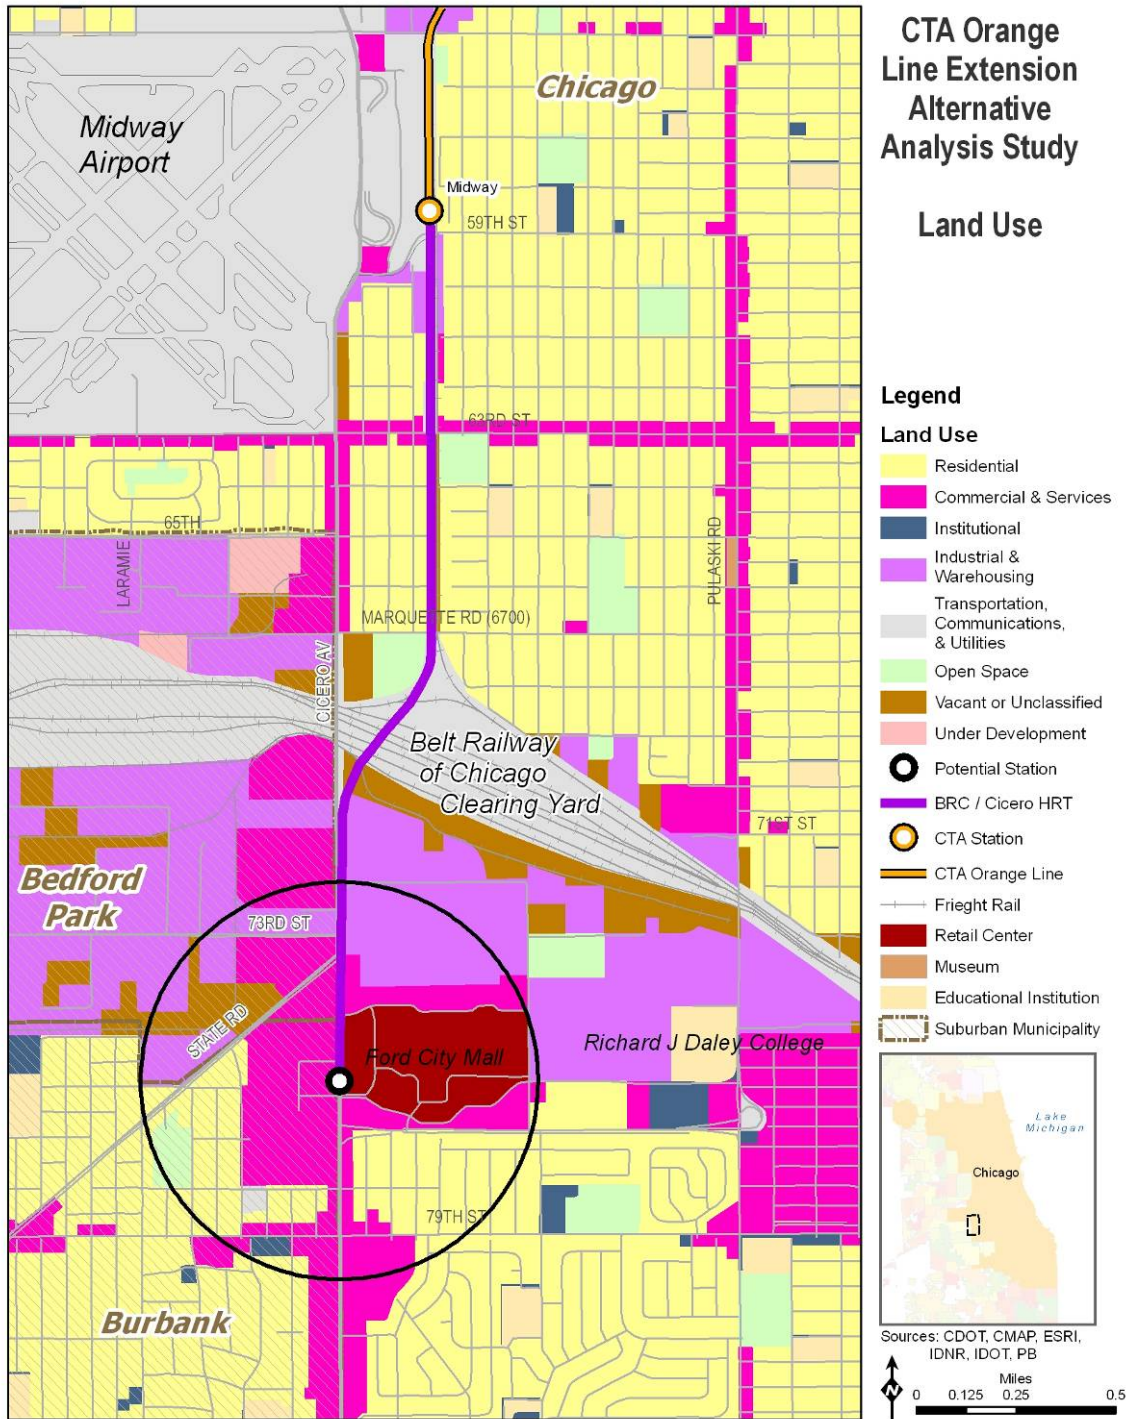 CTA Orange
Line Extension
Alternative
Analysis Study
Land Use
Chicago
Midway
Airport
Midway
59TH ST
63RD ST
65TH
LARAMIE
PULASKI RD
MARQUETTE RD (6700)
CICERO AV
Belt Railway
of Chicago
Clearing Yard
71ST ST
Bedford
Park
73RD ST
STATE RD
Ford City Mall
Richard J Daley College
79TH ST
Burbank
Legend
Land Use
Residential
Commercial & Services
Institutional
Industrial &
Warehousing
Transportation,
Communications,
& Utilities
Open Space
Vacant or Unclassified
Under Development
Potential Station
BRC / Cicero HRT
CTA Station
CTA Orange Line
Frieght Rail
Retail Center
Museum
Educational Institution
Suburban Municipality
Lake
Michigan
Chicago
Sources: CDOT, CMAP, ESRI,
IDNR, IDOT, PB
N
Miles
0 0.125 0.25 0.5